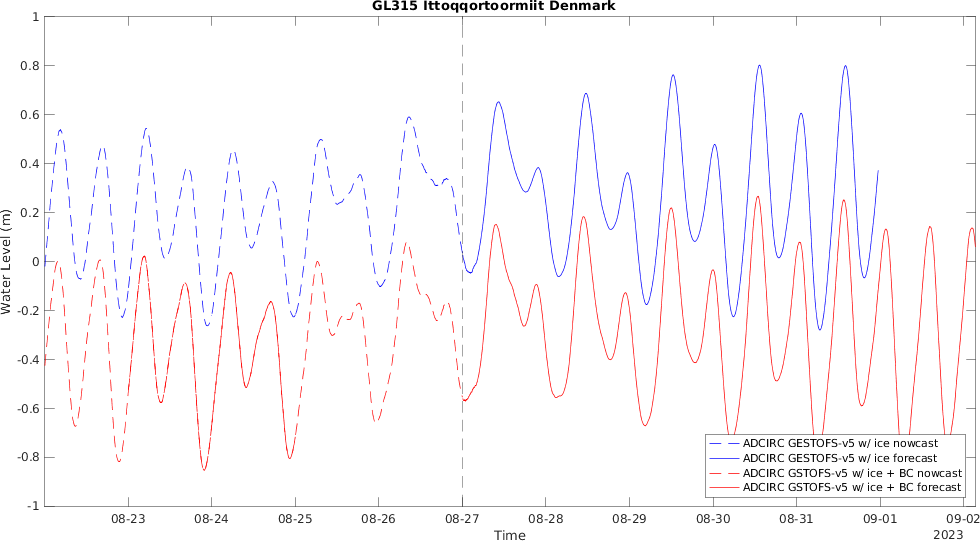 GL315 Ittoqqortoormiit Denmark
1
0.8
0.6
0.4
0.2
0
-0.2
-0.4
-0.6
-0.8
-1
Water Level (m)
08-23 08-24 08-25 08-26 08-27 08-28 08-29 08-30 08-31 09-01 09-02
Time
2023
ADCIRC GESTOFS-v5 w/ ice nowcast
ADCIRC GESTOFS-v5 w/ ice forecast
ADCIRC GSTOFS-v5 w/ ice + BC nowcast
ADCIRC GSTOFS-v5 w/ ice + BC forecast